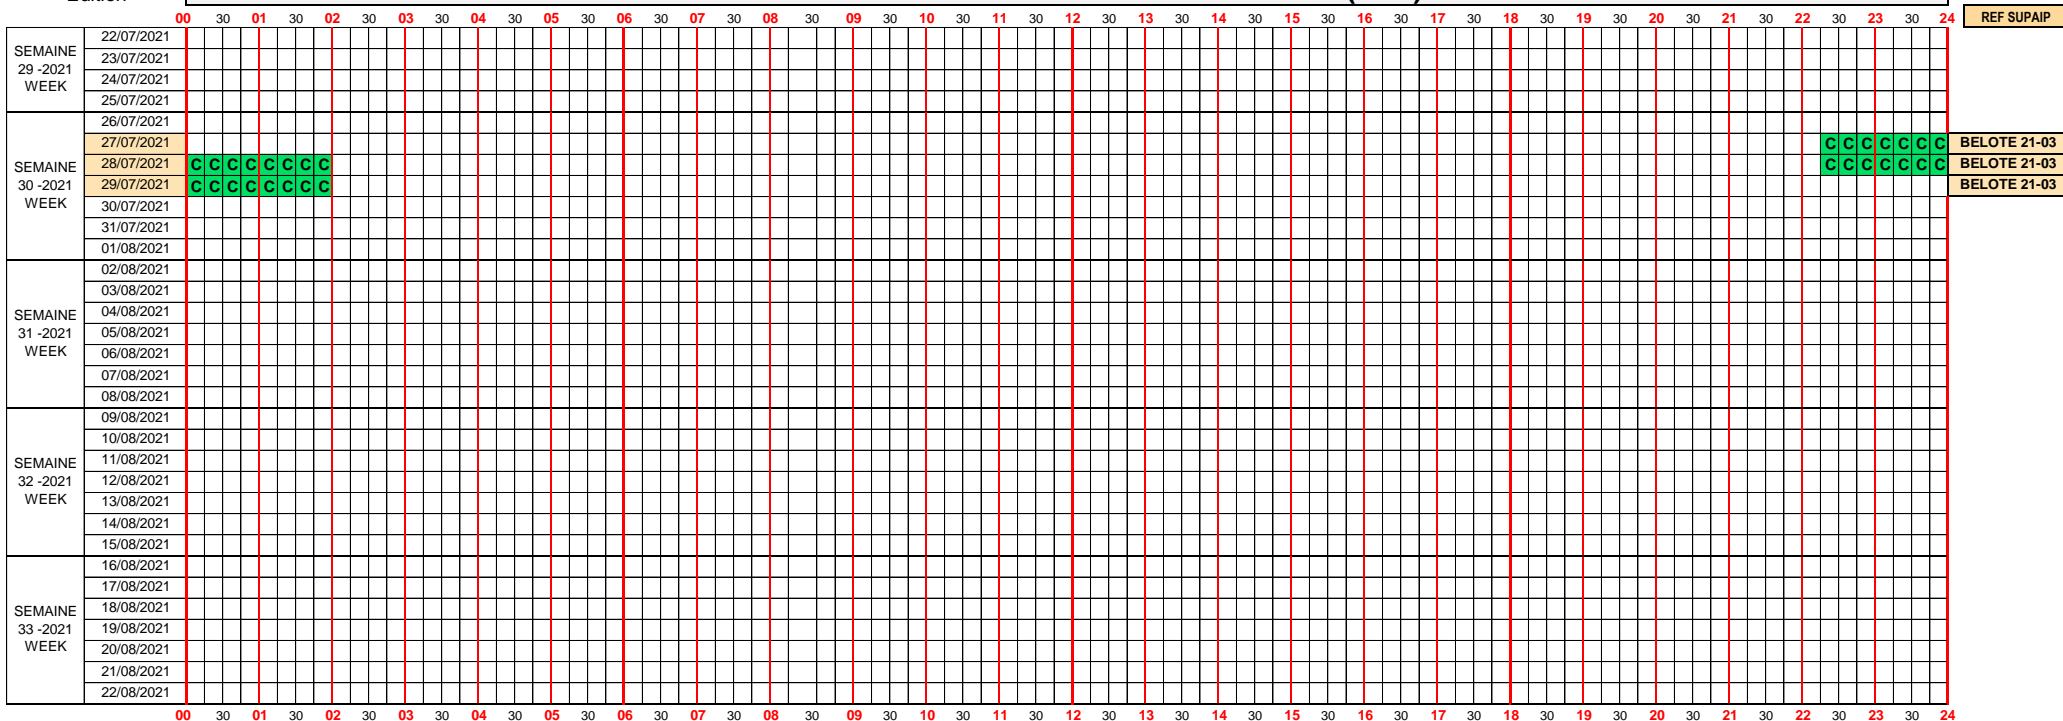 00 30 01 30 02 30 03 30 04 30 05 30 06 30 07 30 08 30 09 30 10 30 11 30 12 30 13 30 14 30 15 30 16 30 17 30 18 30 19 30 20 30 21 30 22 30 23 30 24
REF SUPAIP
SEMAINE
29 -2021
WEEK
22/07/2021
23/07/2021
24/07/2021
25/07/2021
SEMAINE
30 -2021
WEEK
26/07/2021
27/07/2021 C C C C C C C BELOTE 21-03
28/07/2021 C C C C C C C C C C C C C C C BELOTE 21-03
29/07/2021 C C C C C C C C BELOTE 21-03
30/07/2021
31/07/2021
01/08/2021
SEMAINE
31 -2021
WEEK
02/08/2021
03/08/2021
04/08/2021
05/08/2021
06/08/2021
07/08/2021
08/08/2021
SEMAINE
32 -2021
WEEK
09/08/2021
10/08/2021
11/08/2021
12/08/2021
13/08/2021
14/08/2021
15/08/2021
SEMAINE
33 -2021
WEEK
16/08/2021
17/08/2021
18/08/2021
19/08/2021
20/08/2021
21/08/2021
22/08/2021
00 30 01 30 02 30 03 30 04 30 05 30 06 30 07 30 08 30 09 30 10 30 11 30 12 30 13 30 14 30 15 30 16 30 17 30 18 30 19 30 20 30 21 30 22 30 23 30 24